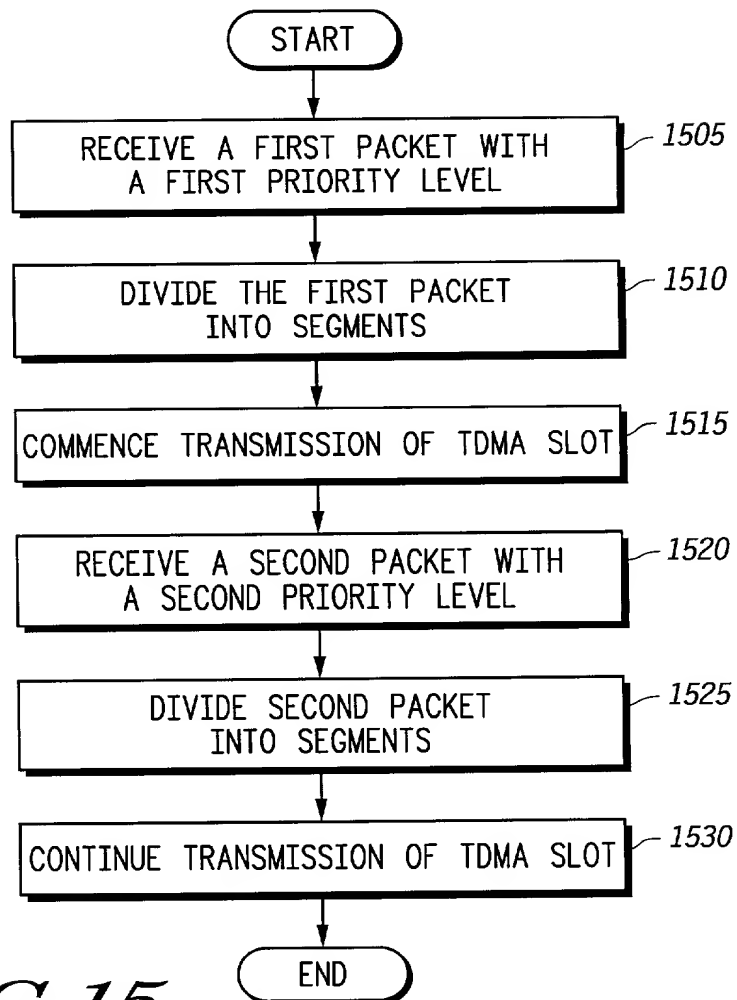 START
RECEIVE A FIRST PACKET WITH
A FIRST PRIORITY LEVEL
1505
DIVIDE THE FIRST PACKET
INTO SEGMENTS
1510
COMMENCE TRANSMISSION OF TDMA SLOT
1515
RECEIVE A SECOND PACKET WITH
A SECOND PRIORITY LEVEL
1520
DIVIDE SECOND PACKET
INTO SEGMENTS
1525
CONTINUE TRANSMISSION OF TDMA SLOT
1530
END